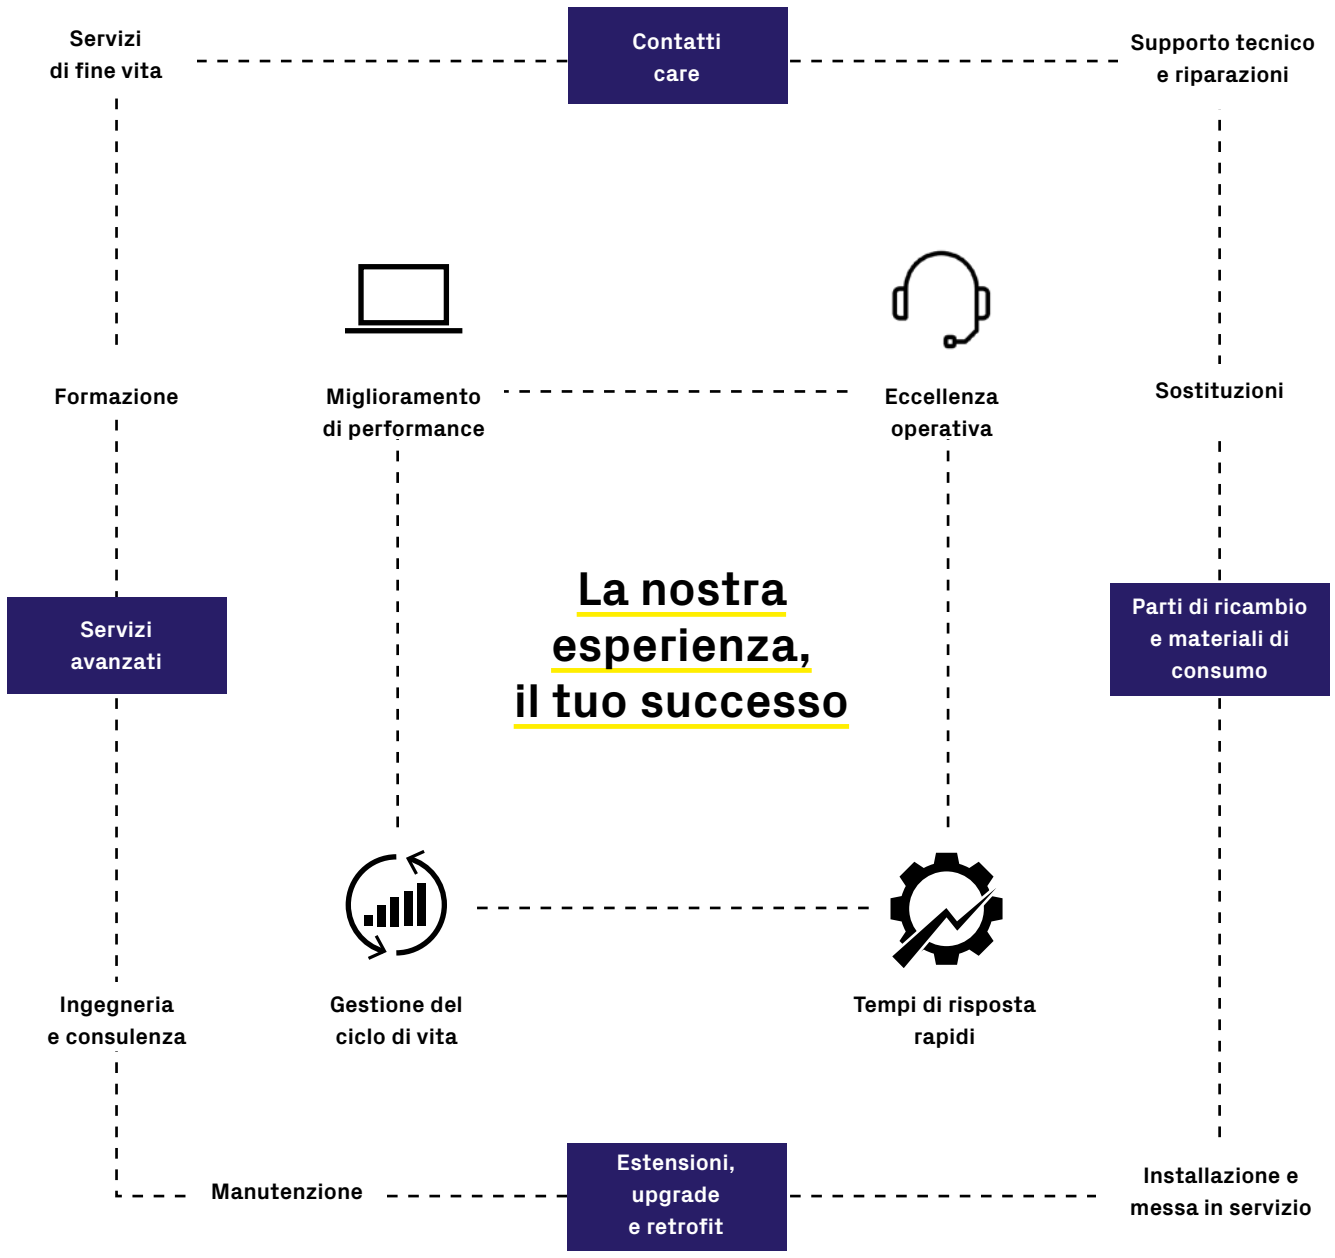 Servizi
di fine vita
Contatti
care
Supporto tecnico
e riparazioni
Formazione
Miglioramento
di performance
Eccellenza
operativa
Sostituzioni
La nostra
esperienza,
il tuo successo
Servizi
avanzati
Parti di ricambio
e materiali di
consumo
Ingegneria
e consulenza
Gestione del
ciclo di vita
Tempi di risposta
rapidi
Manutenzione
Estensioni,
upgrade
e retrofit
Installazione e
messa in servizio